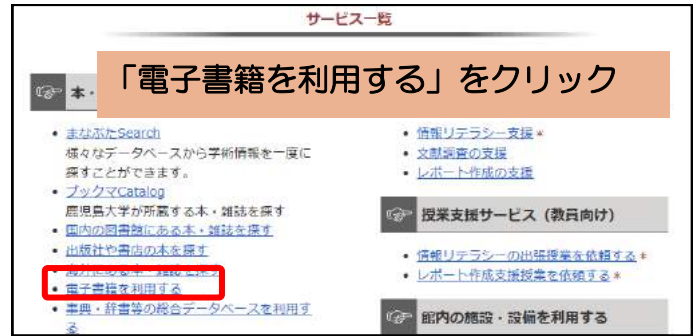 サービス一覧
「電子書籍を利用する」をクリック
本・
まなぶたSearch
様々なデータベースから学術情報を一度に
探すことができます。
ブックマCatalog
鹿児島大学が所蔵する本・雑誌を探す
国内の図書館にある本・雑誌を探す
出版社や書店の本を探す
電子書籍を利用する
事典・辞書等の総合データベースを利用す
る
情報リテラシー支援*
文献調査の支援
レポート作成の支援
授業支援サービス（教員向け）
情報リテラシーの出張授業を依頼する*
レポート作成支援授業を依頼する*
館内の施設・設備を利用する